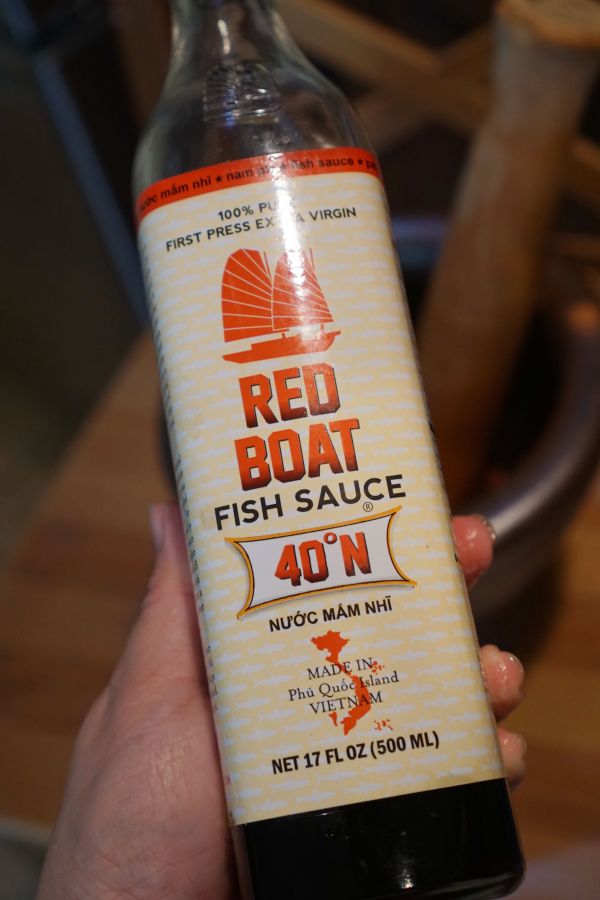 nước mắm nhĩ ★ nam pla ★ fish sauce ★
100% PURE
FIRST PRESS EXTRA VIRGIN
RED
BOAT
FISH SAUCE®
40°N
NƯỚC MẮM NHĨ
MADE IN
Phú Quốc Island
VIETNAM
NET 17 FL OZ (500 ML)